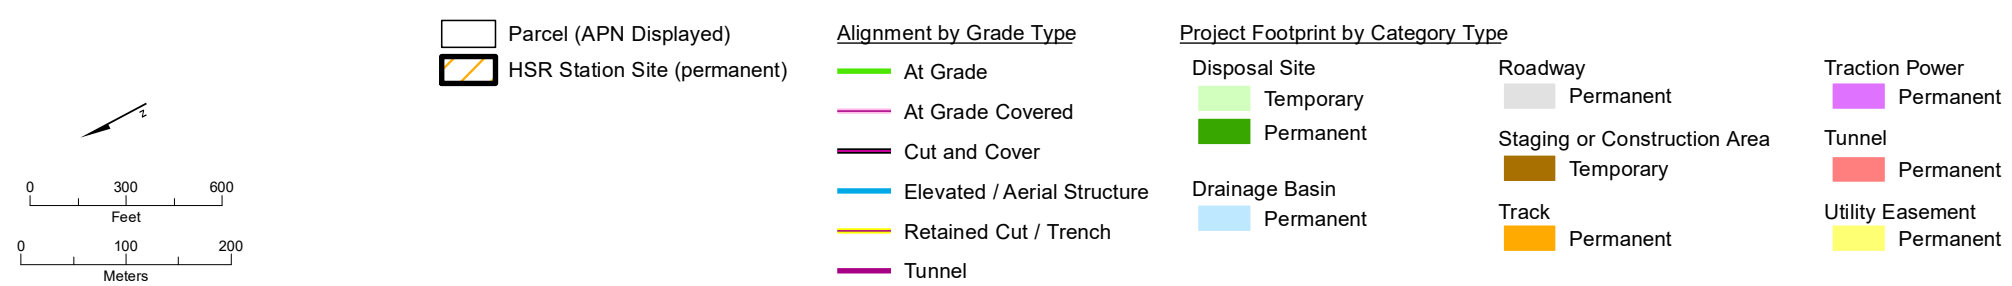 Parcel (APN Displayed)
HSR Station Site (permanent)
z
0 300 600
Feet
0 100 200
Meters
Alignment by Grade Type
At Grade
At Grade Covered
Cut and Cover
Elevated / Aerial Structure
Retained Cut / Trench
Tunnel
Project Footprint by Category Type
Disposal Site
Temporary
Permanent
Drainage Basin
Permanent
Roadway
Permanent
Staging or Construction Area
Temporary
Track
Permanent
Traction Power
Permanent
Tunnel
Permanent
Utility Easement
Permanent